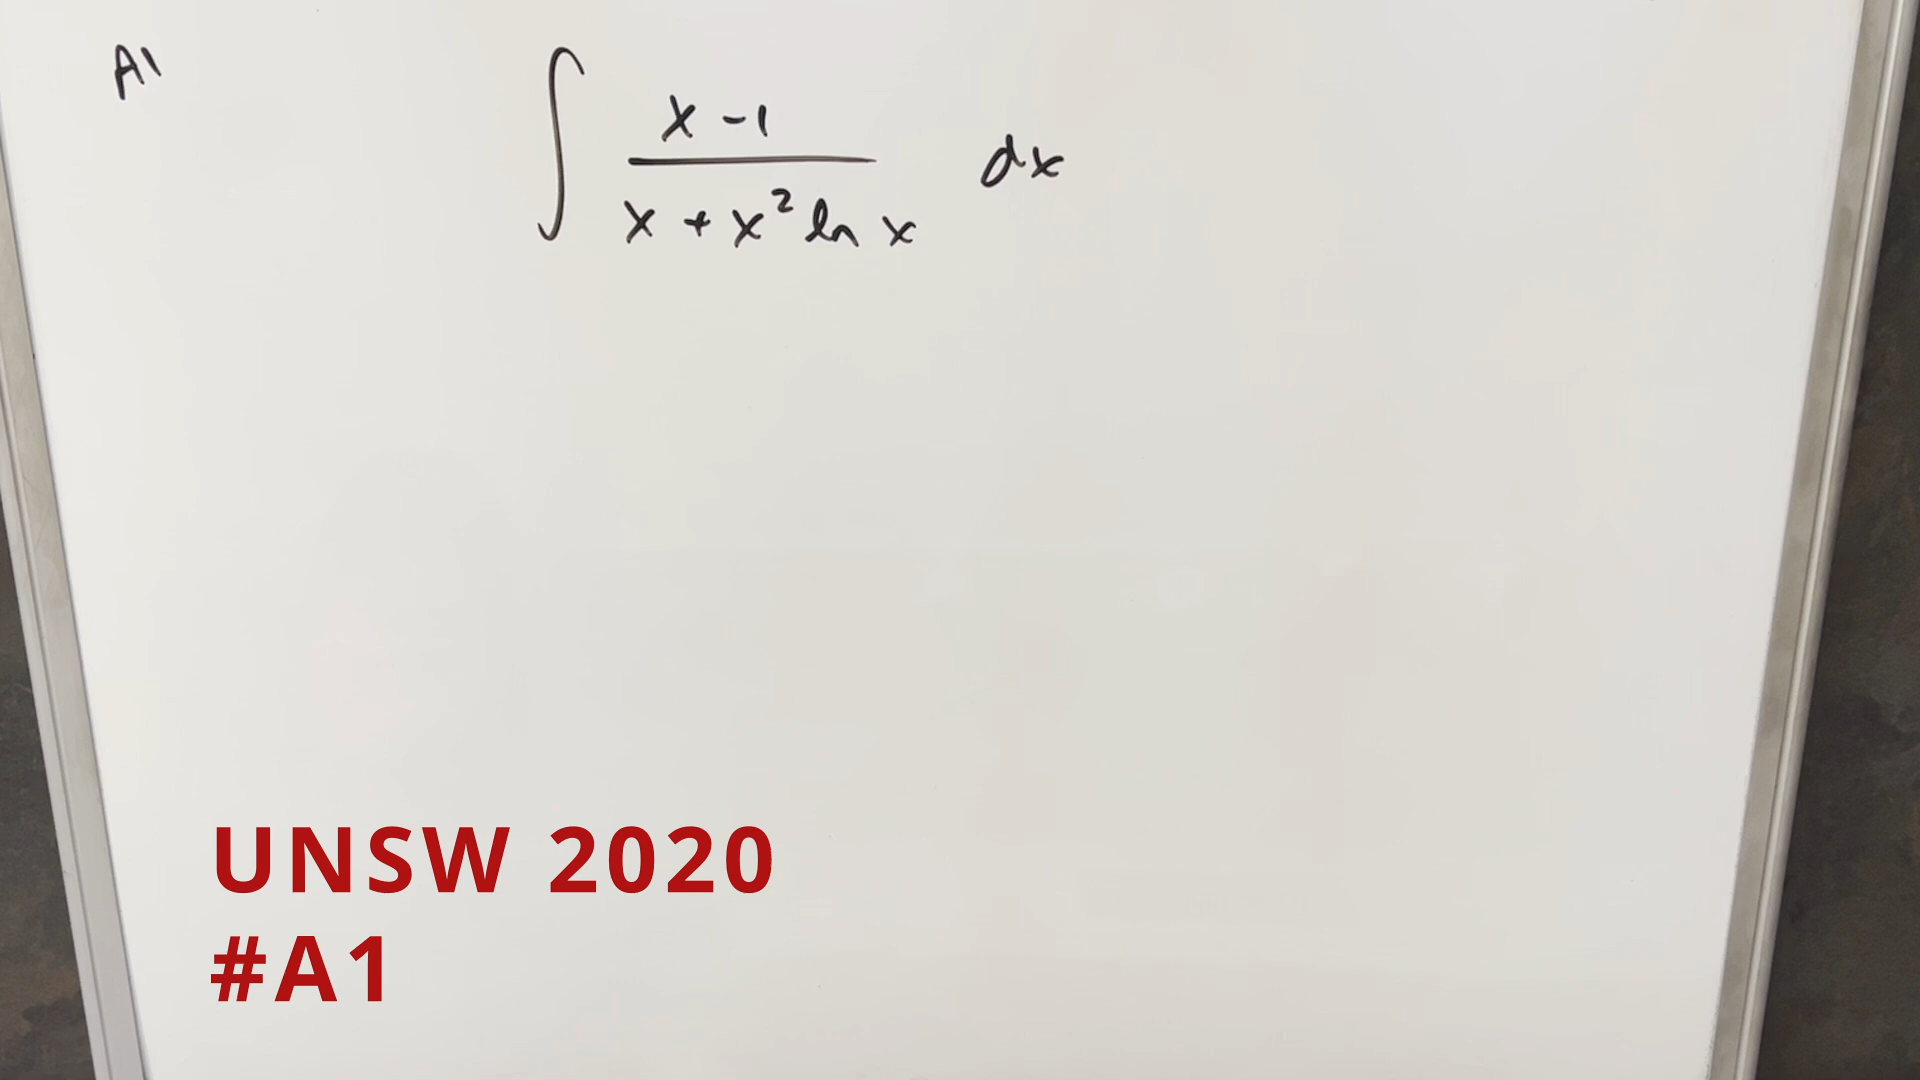 A1
∫ (x - 1)/(x + x² ln x) dx
UNSW 2020
#A1